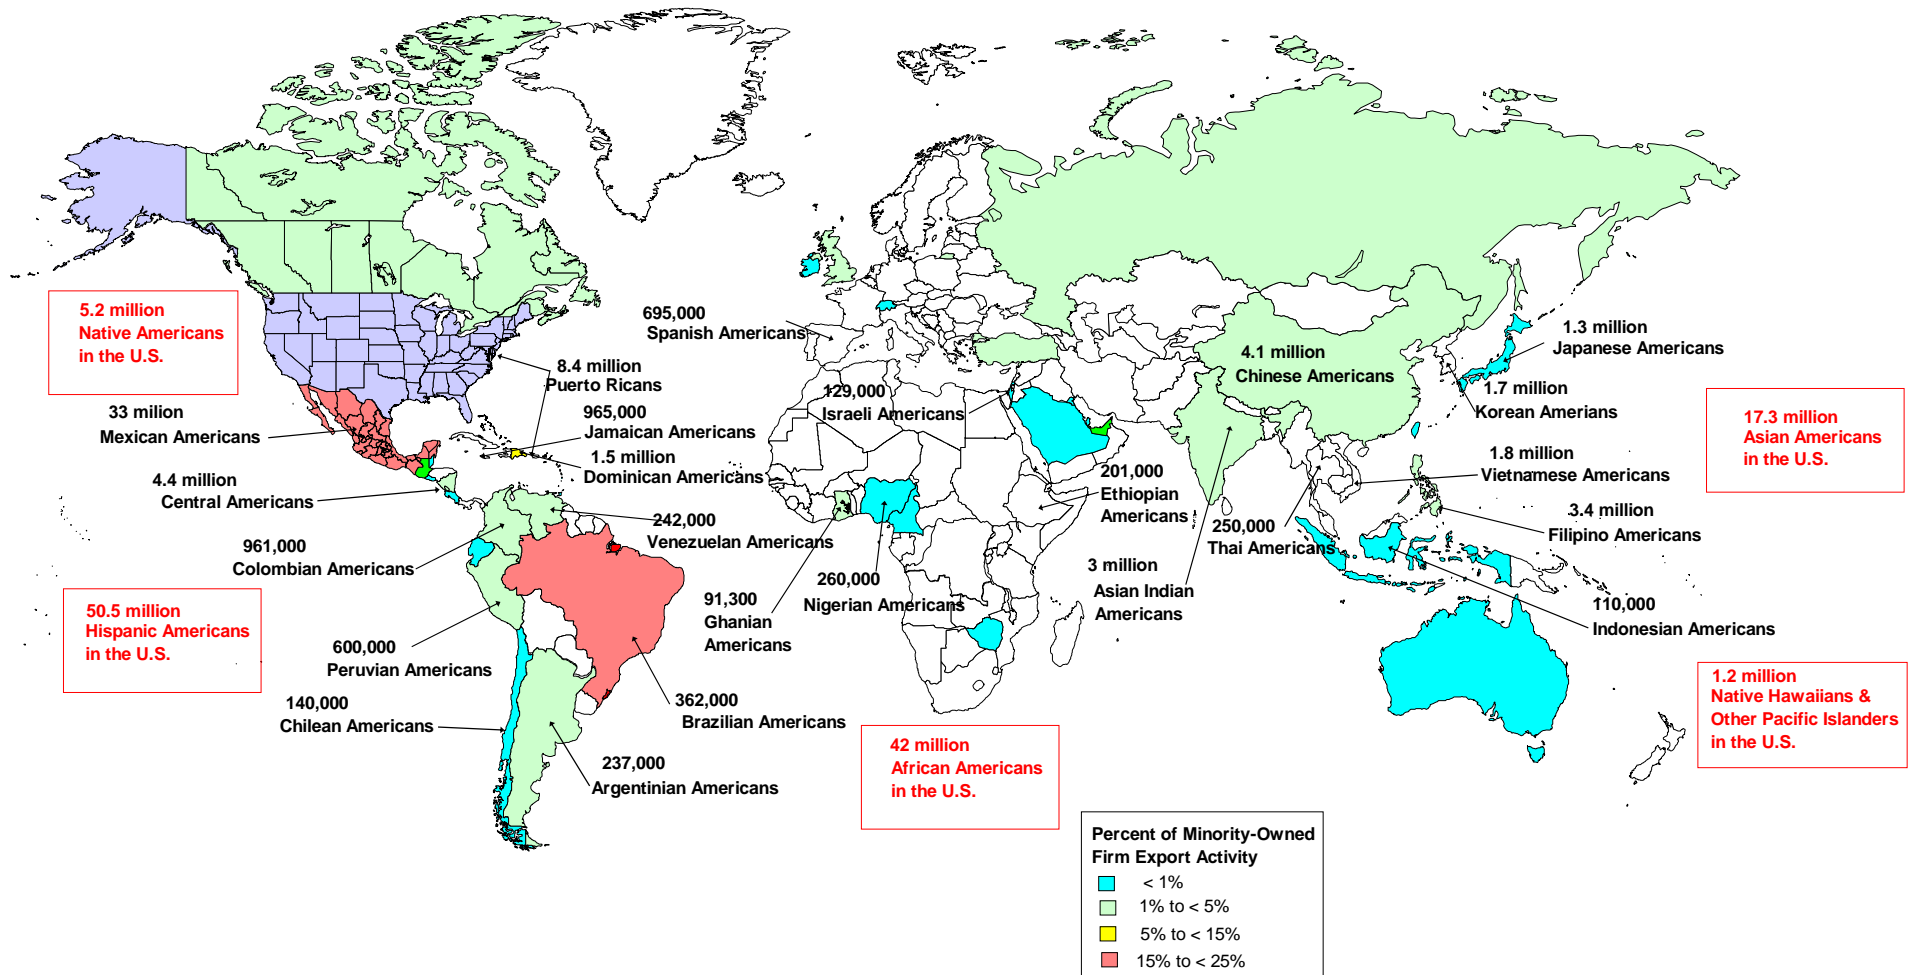 5.2 million
Native Americans
in the U.S.
33 milion
Mexican Americans
4.4 million
Central Americans
961,000
Colombian Americans
50.5 million
Hispanic Americans
in the U.S.
600,000
Peruvian Americans
140,000
Chilean Americans
8.4 million
Puerto Ricans
965,000
Jamaican Americans
1.5 million
Dominican Americans
242,000
Venezuelan Americans
362,000
Brazilian Americans
237,000
Argentinian Americans
695,000
Spanish Americans
129,000
Israeli Americans
91,300
Ghanian
Americans
260,000
Nigerian Americans
201,000
Ethiopian
Americans
3 million
Asian Indian
Americans
42 million
African Americans
in the U.S.
4.1 million
Chinese Americans
250,000
Thai Americans
1.3 million
Japanese Americans
1.7 million
Korean Amerians
1.8 million
Vietnamese Americans
3.4 million
Filipino Americans
110,000
Indonesian Americans
17.3 million
Asian Americans
in the U.S.
1.2 million
Native Hawaiians &
Other Pacific Islanders
in the U.S.
Percent of Minority-Owned
Firm Export Activity
< 1%
1% to < 5%
5% to < 15%
15% to < 25%